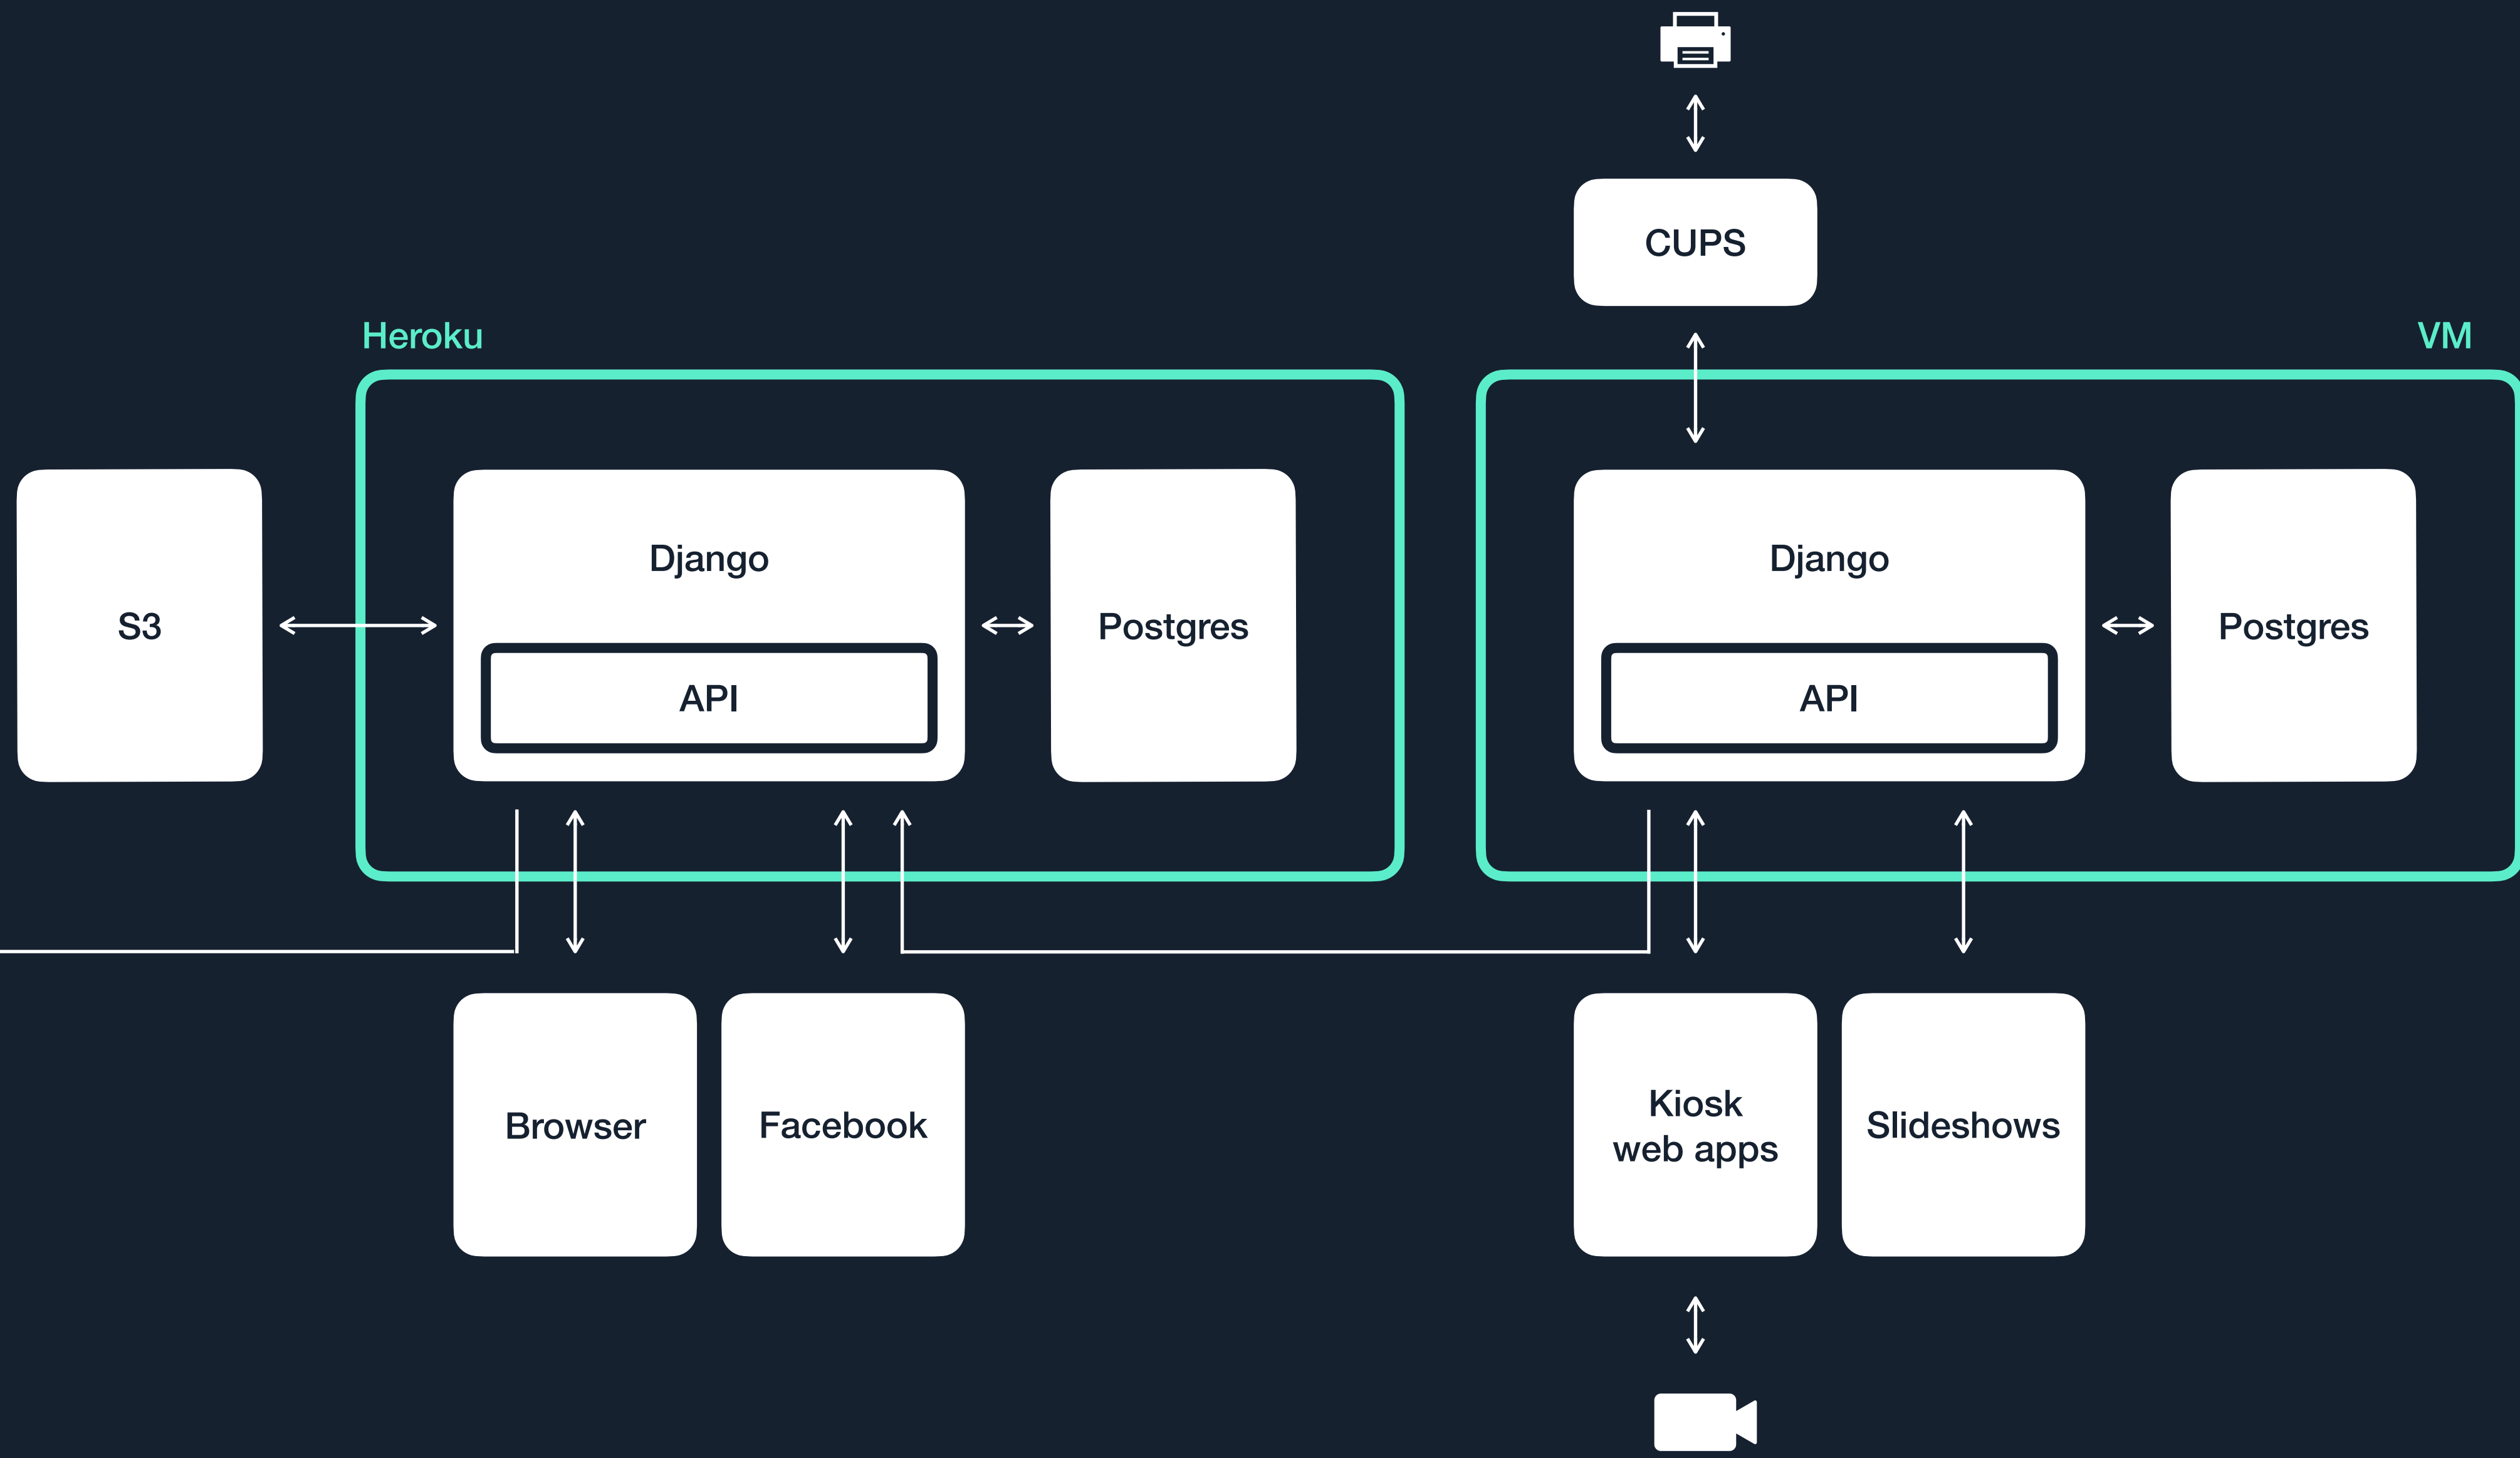 CUPS
Heroku
VM
S3
Django
API
Postgres
Django
API
Postgres
Browser
Facebook
Kiosk
web apps
Slideshows